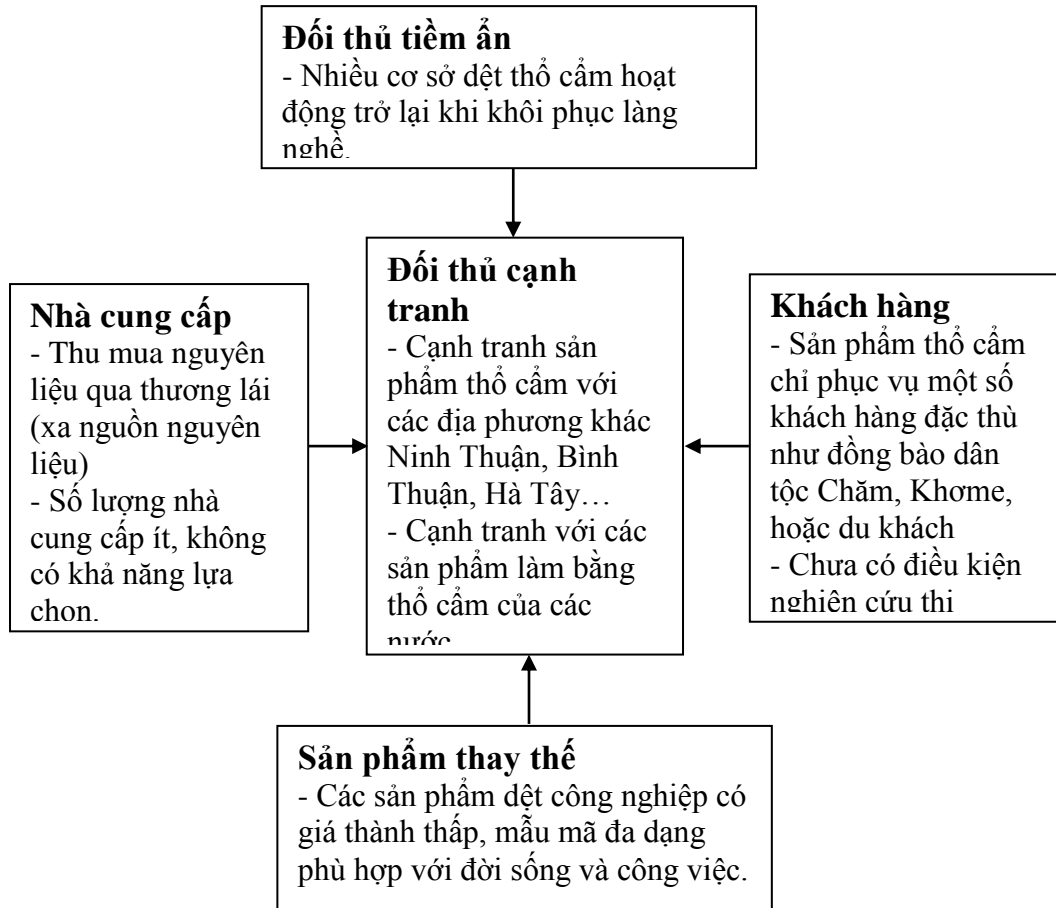 Đối thủ tiềm ẩn
- Nhiều cơ sở dệt thổ cẩm hoạt
động trở lại khi khôi phục làng
nghề.
Nhà cung cấp
- Thu mua nguyên
liệu qua thương lái
(xa nguồn nguyên
liệu)
- Số lượng nhà
cung cấp ít, không
có khả năng lựa
chọn.
Đối thủ cạnh
tranh
- Cạnh tranh sản
phẩm thổ cẩm với
các địa phương khác
Ninh Thuận, Bình
Thuận, Hà Tây…
- Cạnh tranh với các
sản phẩm làm bằng
thổ cẩm của các
nước
Khách hàng
- Sản phẩm thổ cẩm
chỉ phục vụ một số
khách hàng đặc thù
như đồng bào dân
tộc Chăm, Khơme,
hoặc du khách
- Chưa có điều kiện
nghiên cứu thị
Sản phẩm thay thế
- Các sản phẩm dệt công nghiệp có
giá thành thấp, mẫu mã đa dạng
phù hợp với đời sống và công việc.